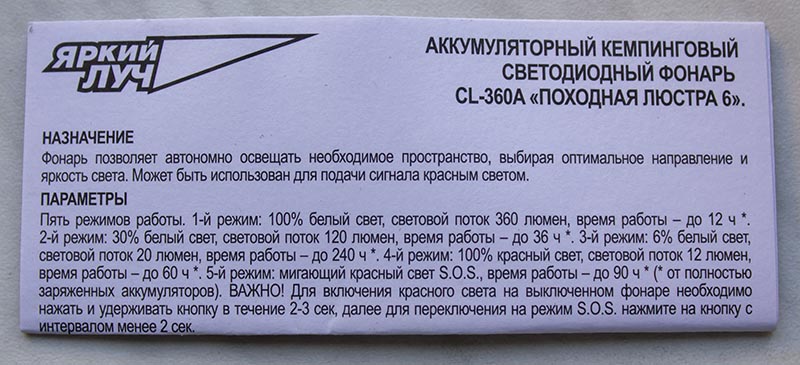 ЯРКИЙ
ЛУЧ
АККУМУЛЯТОРНЫЙ КЕМПИНГОВЫЙ
СВЕТОДИОДНЫЙ ФОНАРЬ
CL-360A «ПОХОДНАЯ ЛЮСТРА 6».
НАЗНАЧЕНИЕ
Фонарь позволяет автономно освещать необходимое пространство, выбирая оптимальное направление и
яркость света. Может быть использован для подачи сигнала красным светом.
ПАРАМЕТРЫ
Пять режимов работы. 1-й режим: 100% белый свет, световой поток 360 люмен, время работы – до 12 ч *.
2-й режим: 30% белый свет, световой поток 120 люмен, время работы – до 36 ч *. 3-й режим: 6% белый свет,
световой поток 20 люмен, время работы – до 240 ч *. 4-й режим: 100% красный свет, световой поток 12 люмен,
время работы – до 60 ч *. 5-й режим: мигающий красный свет S.O.S., время работы – до 90 ч * (* от полностью
заряженных аккумуляторов). ВАЖНО! Для включения красного света на выключенном фонаре необходимо
нажать и удерживать кнопку в течение 2-3 сек, далее для переключения на режим S.O.S. нажмите на кнопку с
интервалом менее 2 сек.